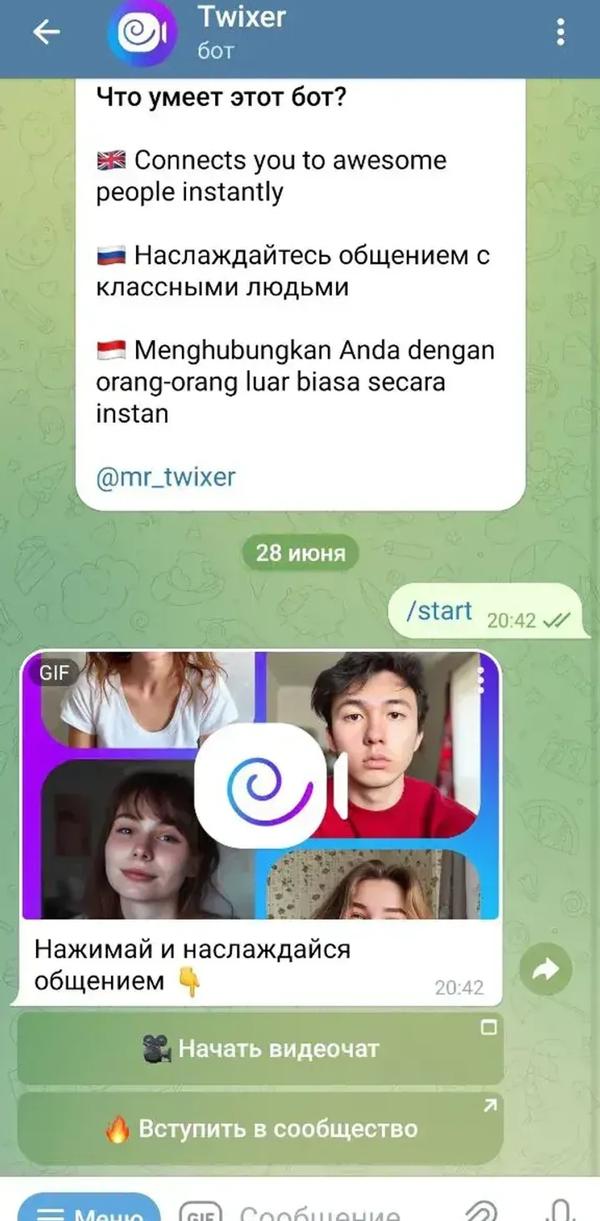 Twixer
бот
Что умеет этот бот?
🇬🇧 Connects you to awesome
people instantly
🇷🇺 Наслаждайтесь общением с
классными людьми
🇮🇩 Menghubungkan Anda dengan
orang-orang luar biasa secara
instan
@mr_twixer
28 июня
/start 20:42
GIF
Нажимай и наслаждайся
общением 👇 20:42
🎥 Начать видеочат
🔥 Вступить в сообщество
Меню GIF Сообщение